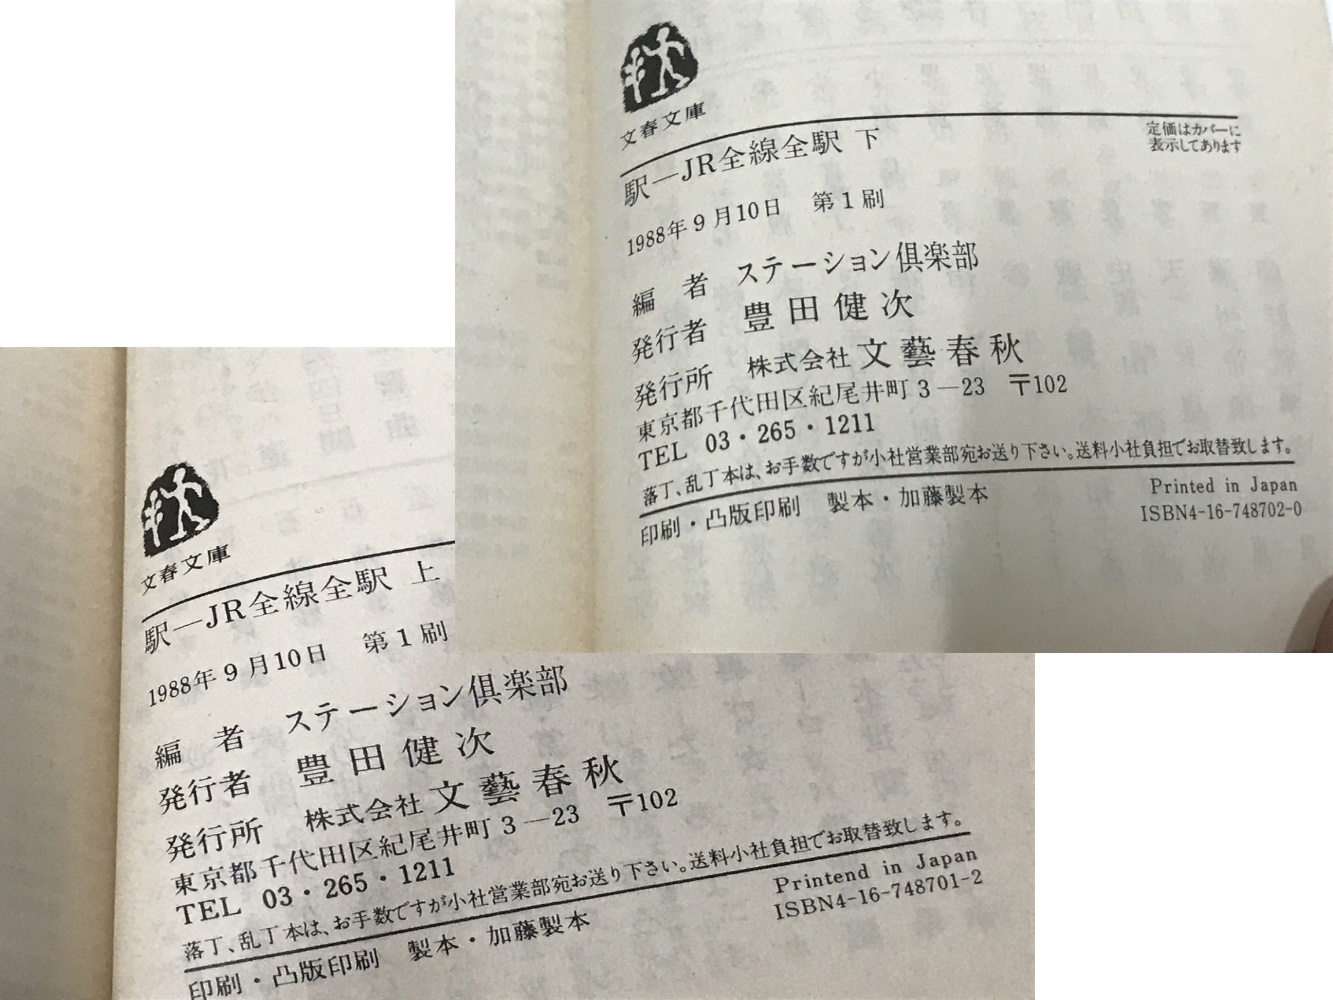 文春文庫
定価はカバーに
表示してあります
駅—JR全線全駅 下
1988年9月10日 第1刷
編 者 ステーション倶楽部
発行者 豊田健次
発行所 株式会社 文藝春秋
東京都千代田区紀尾井町3—23 〒102
TEL 03・265・1211
落丁、乱丁本は、お手数ですが小社営業部宛お送り下さい。送料小社負担でお取替致します。
印刷・凸版印刷 製本・加藤製本
Printed in Japan
ISBN4-16-748702-0
文春文庫
駅—JR全線全駅 上
1988年9月10日 第1刷
編 者 ステーション倶楽部
発行者 豊田健次
発行所 株式会社 文藝春秋
東京都千代田区紀尾井町3—23 〒102
TEL 03・265・1211
落丁、乱丁本は、お手数ですが小社営業部宛お送り下さい。送料小社負担でお取替致します。
印刷・凸版印刷 製本・加藤製本
Printend in Japan
ISBN4-16-748701-2